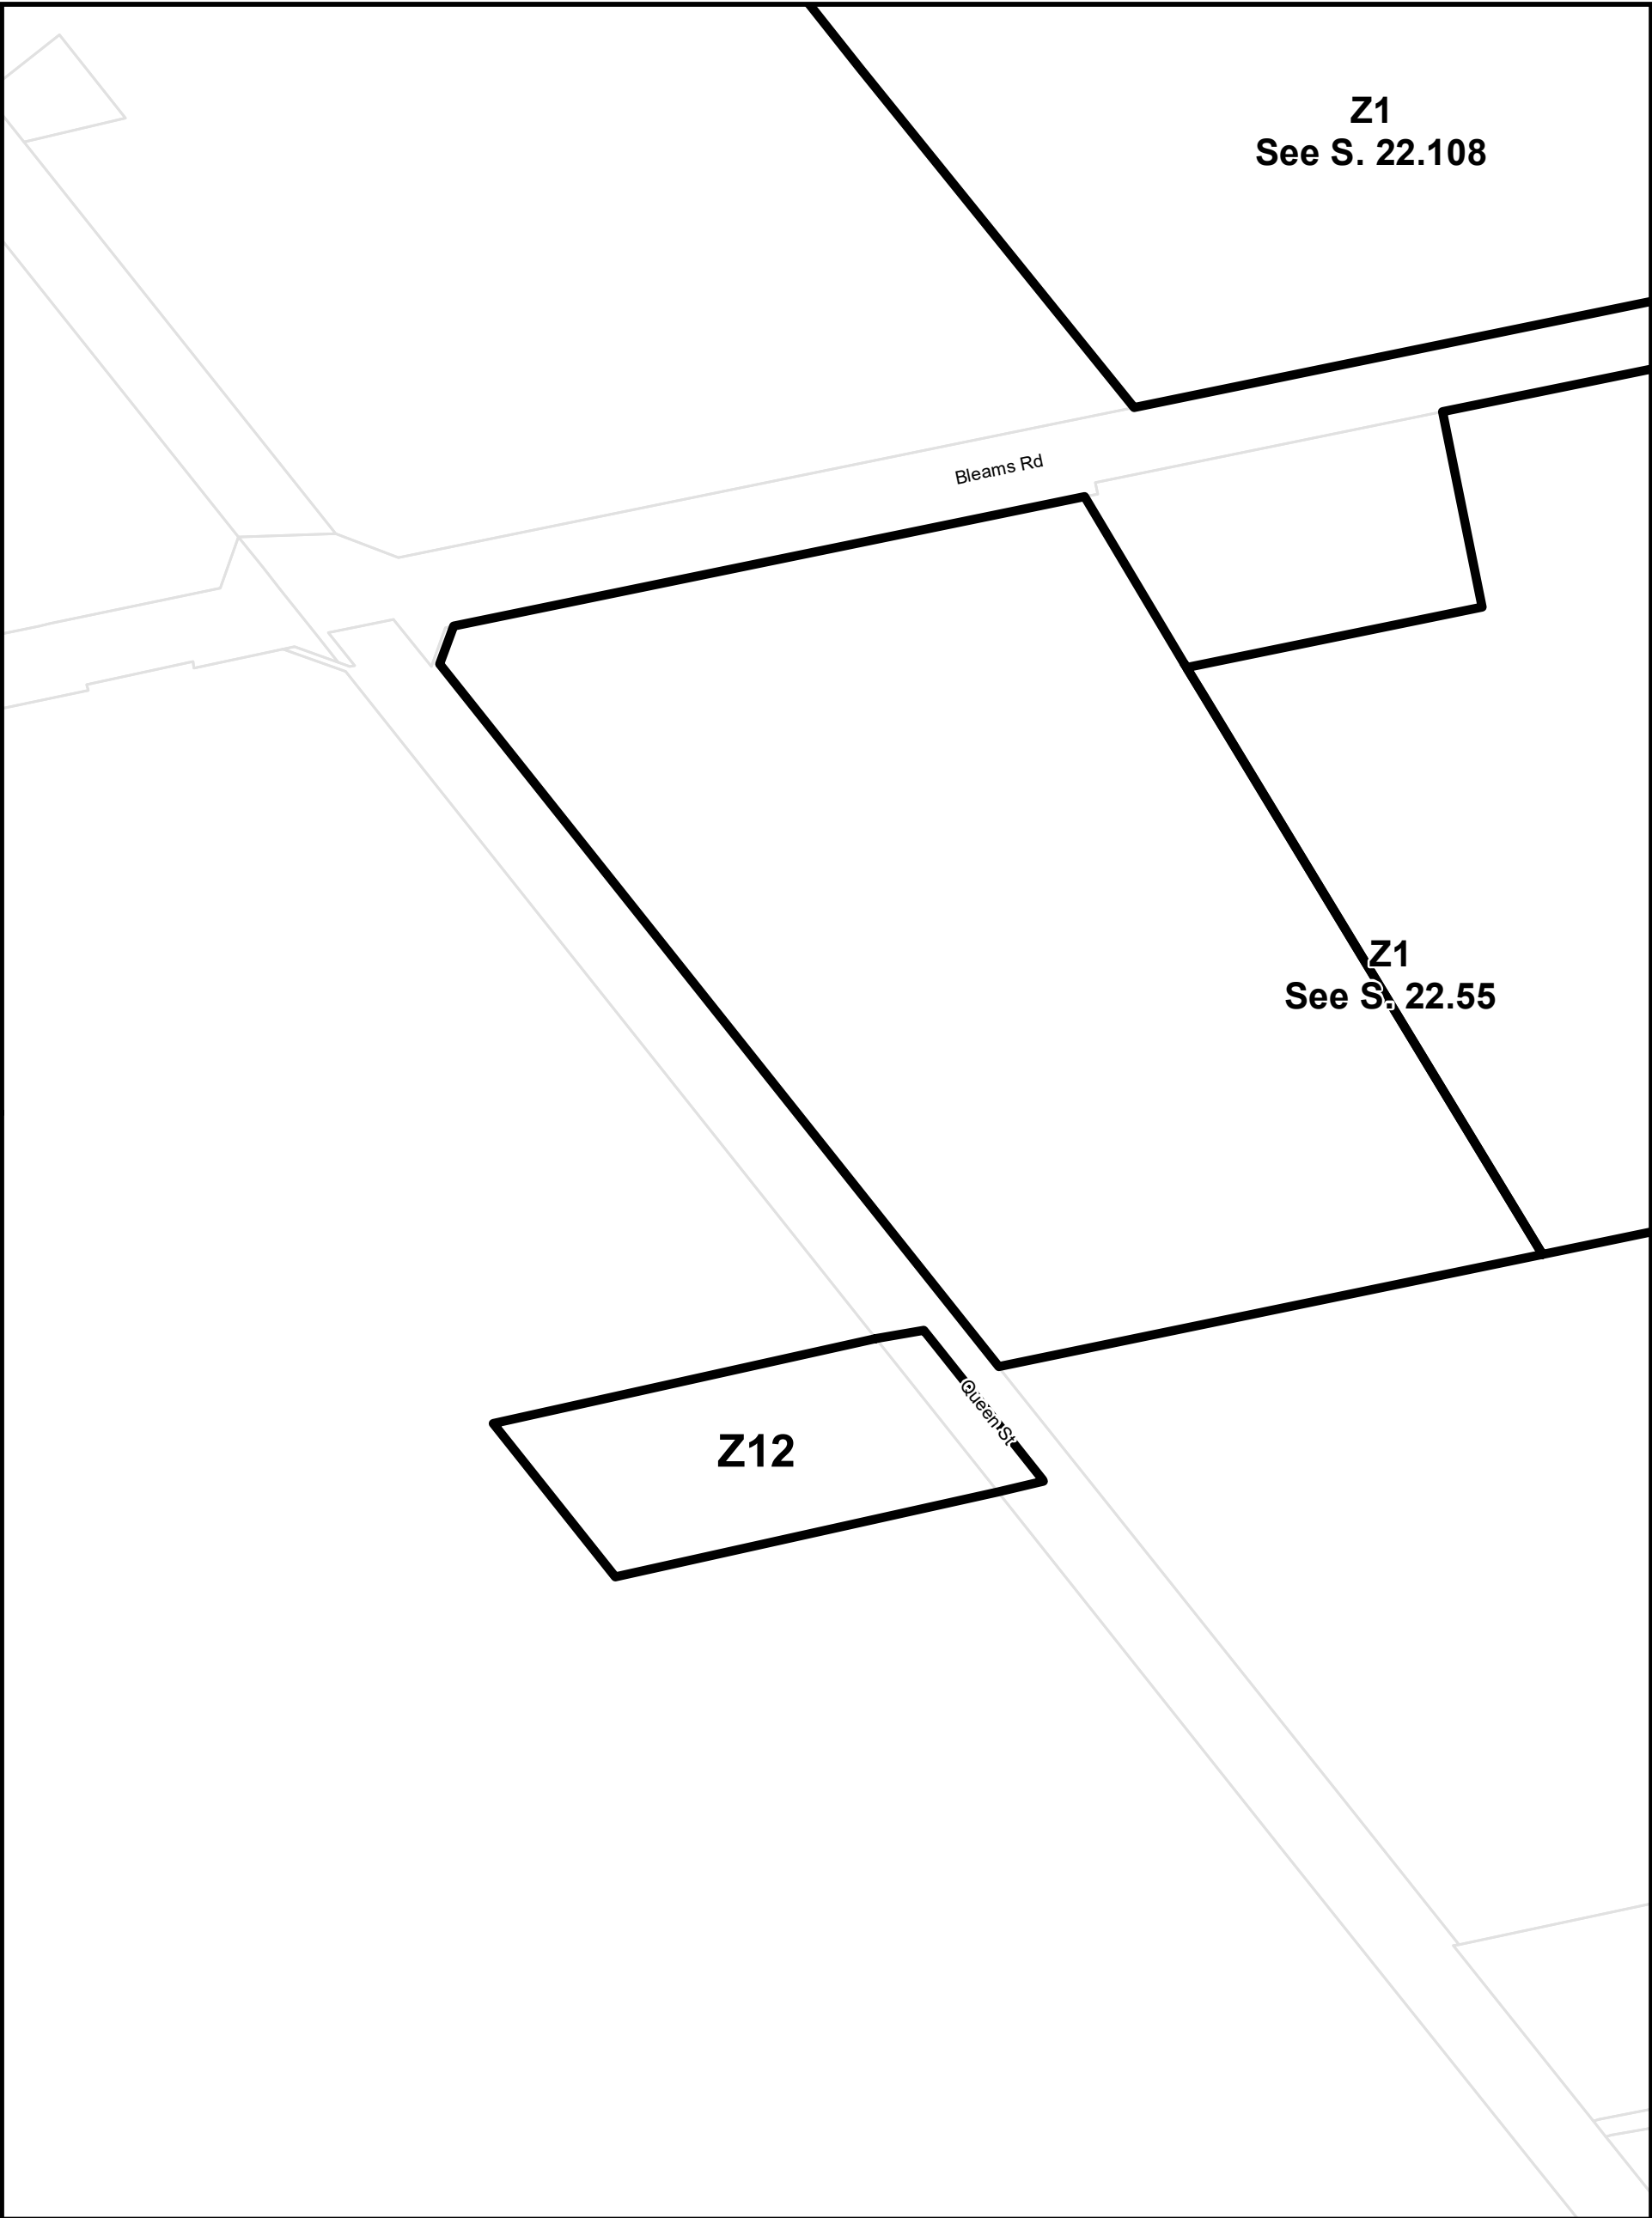 Z1
See S. 22.108
Bleams Rd
Z1
See S. 22.55
Queen St
Z12